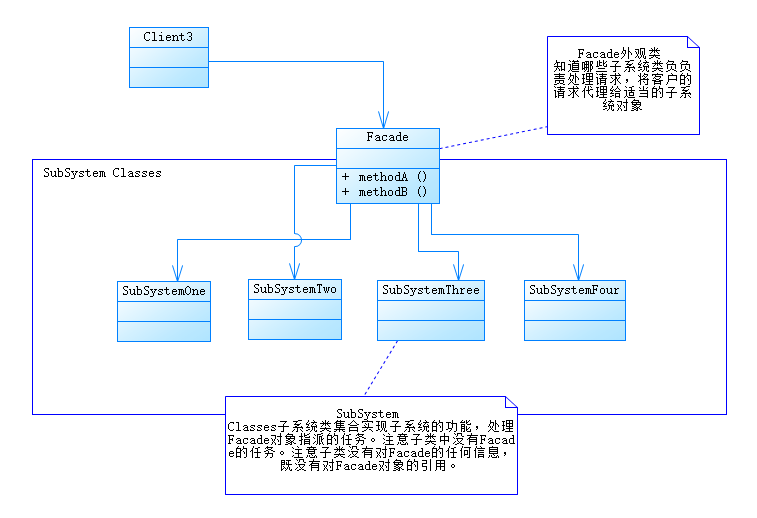 Client3
Facade外观类
知道哪些子系统类负负
责处理请求，将客户的
请求代理给适当的子系
统对象
Facade
+ methodA ()
+ methodB ()
SubSystem Classes
SubSystemOne
SubSystemTwo
SubSystemThree
SubSystemFour
SubSystem
Classes子系统类集合实现子系统的功能，处理
Facade对象指派的任务。注意子类中没有Facad
e的任务。注意子类没有对Facade的任何信息，
既没有对Facade对象的引用。